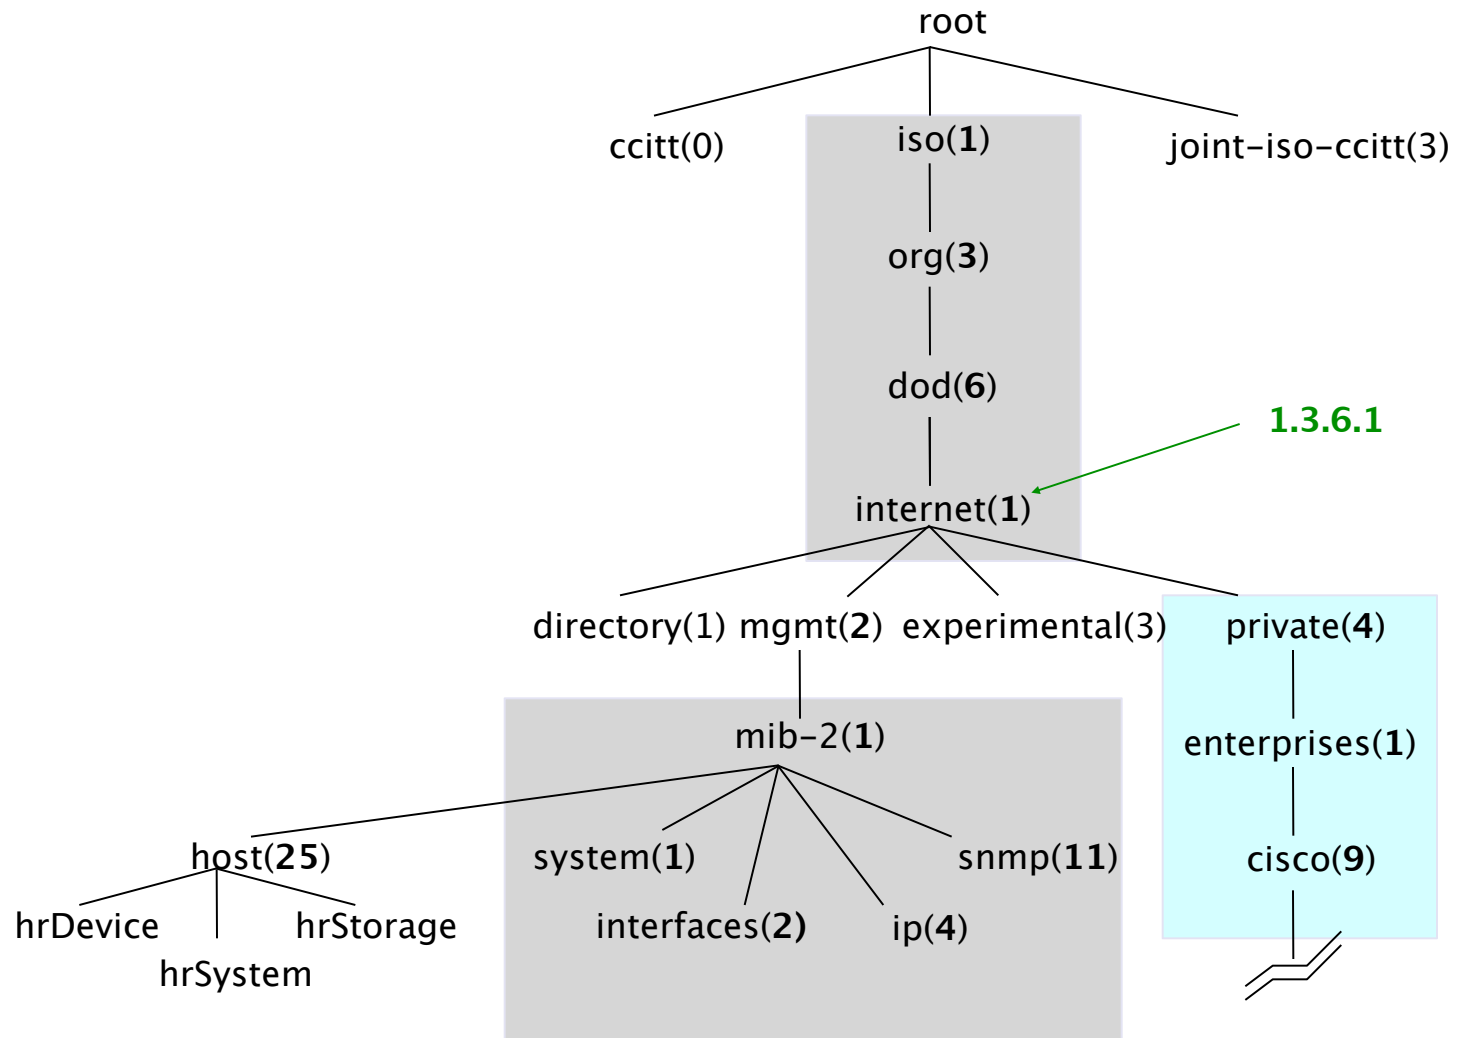 root
ccitt(0)
iso(1)
joint-iso-ccitt(3)
org(3)
dod(6)
1.3.6.1
internet(1)
directory(1)
mgmt(2)
experimental(3)
private(4)
mib-2(1)
enterprises(1)
host(25)
system(1)
snmp(11)
cisco(9)
hrDevice
hrStorage
interfaces(2)
ip(4)
hrSystem